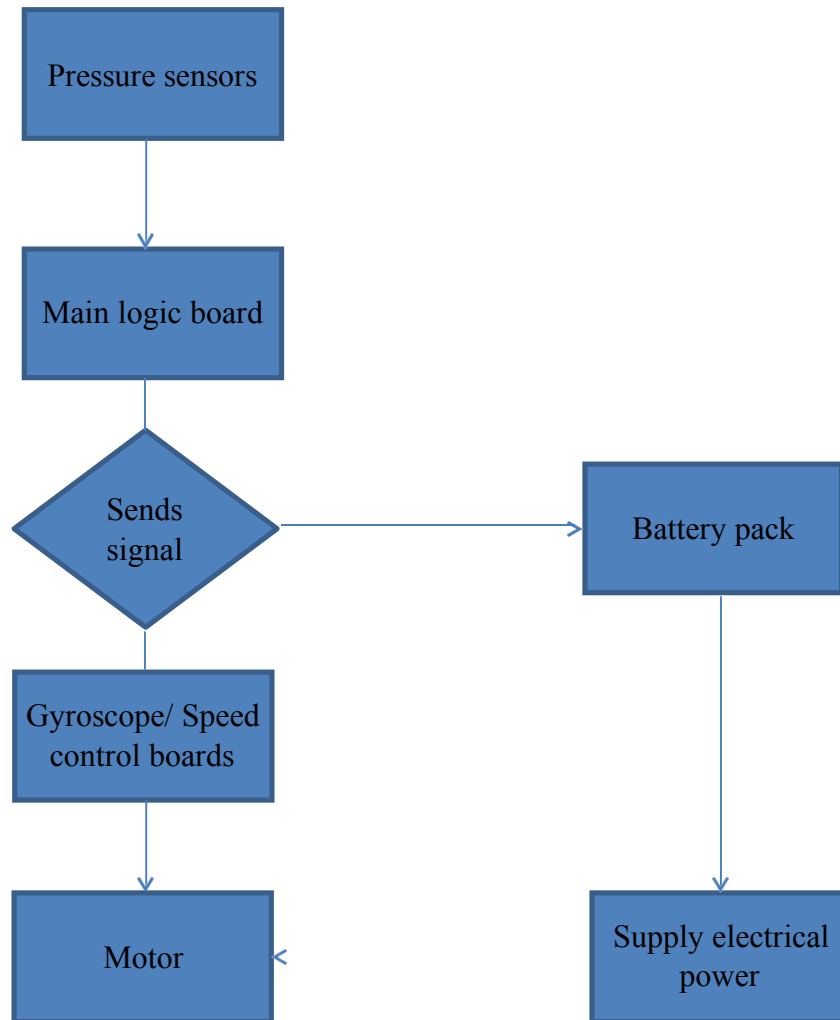 Pressure sensors
Main logic board
Sends
signal
Battery pack
Gyroscope/ Speed
control boards
Motor
Supply electrical
power